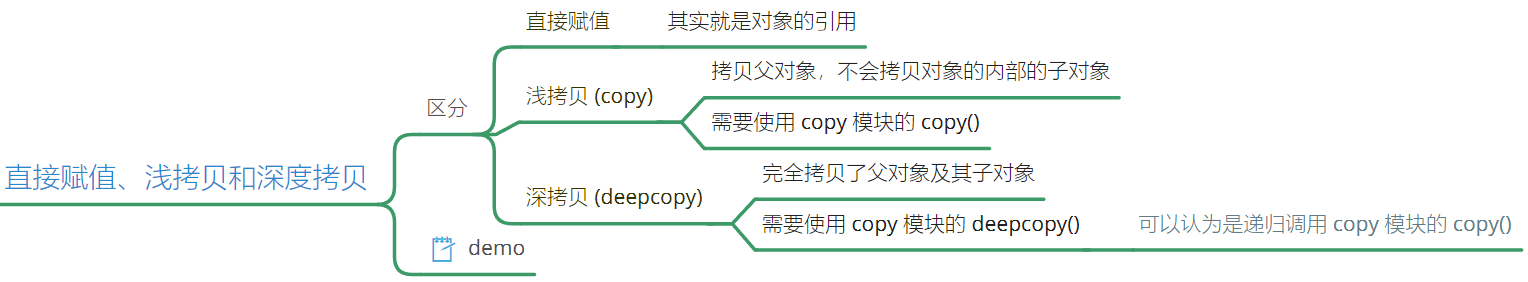 直接赋值、浅拷贝和深度拷贝
区分
直接赋值
其实就是对象的引用
浅拷贝 (copy)
拷贝父对象，不会拷贝对象的内部的子对象
需要使用 copy 模块的 copy()
深拷贝 (deepcopy)
完全拷贝了父对象及其子对象
需要使用 copy 模块的 deepcopy()
可以认为是递归调用 copy 模块的 copy()
demo